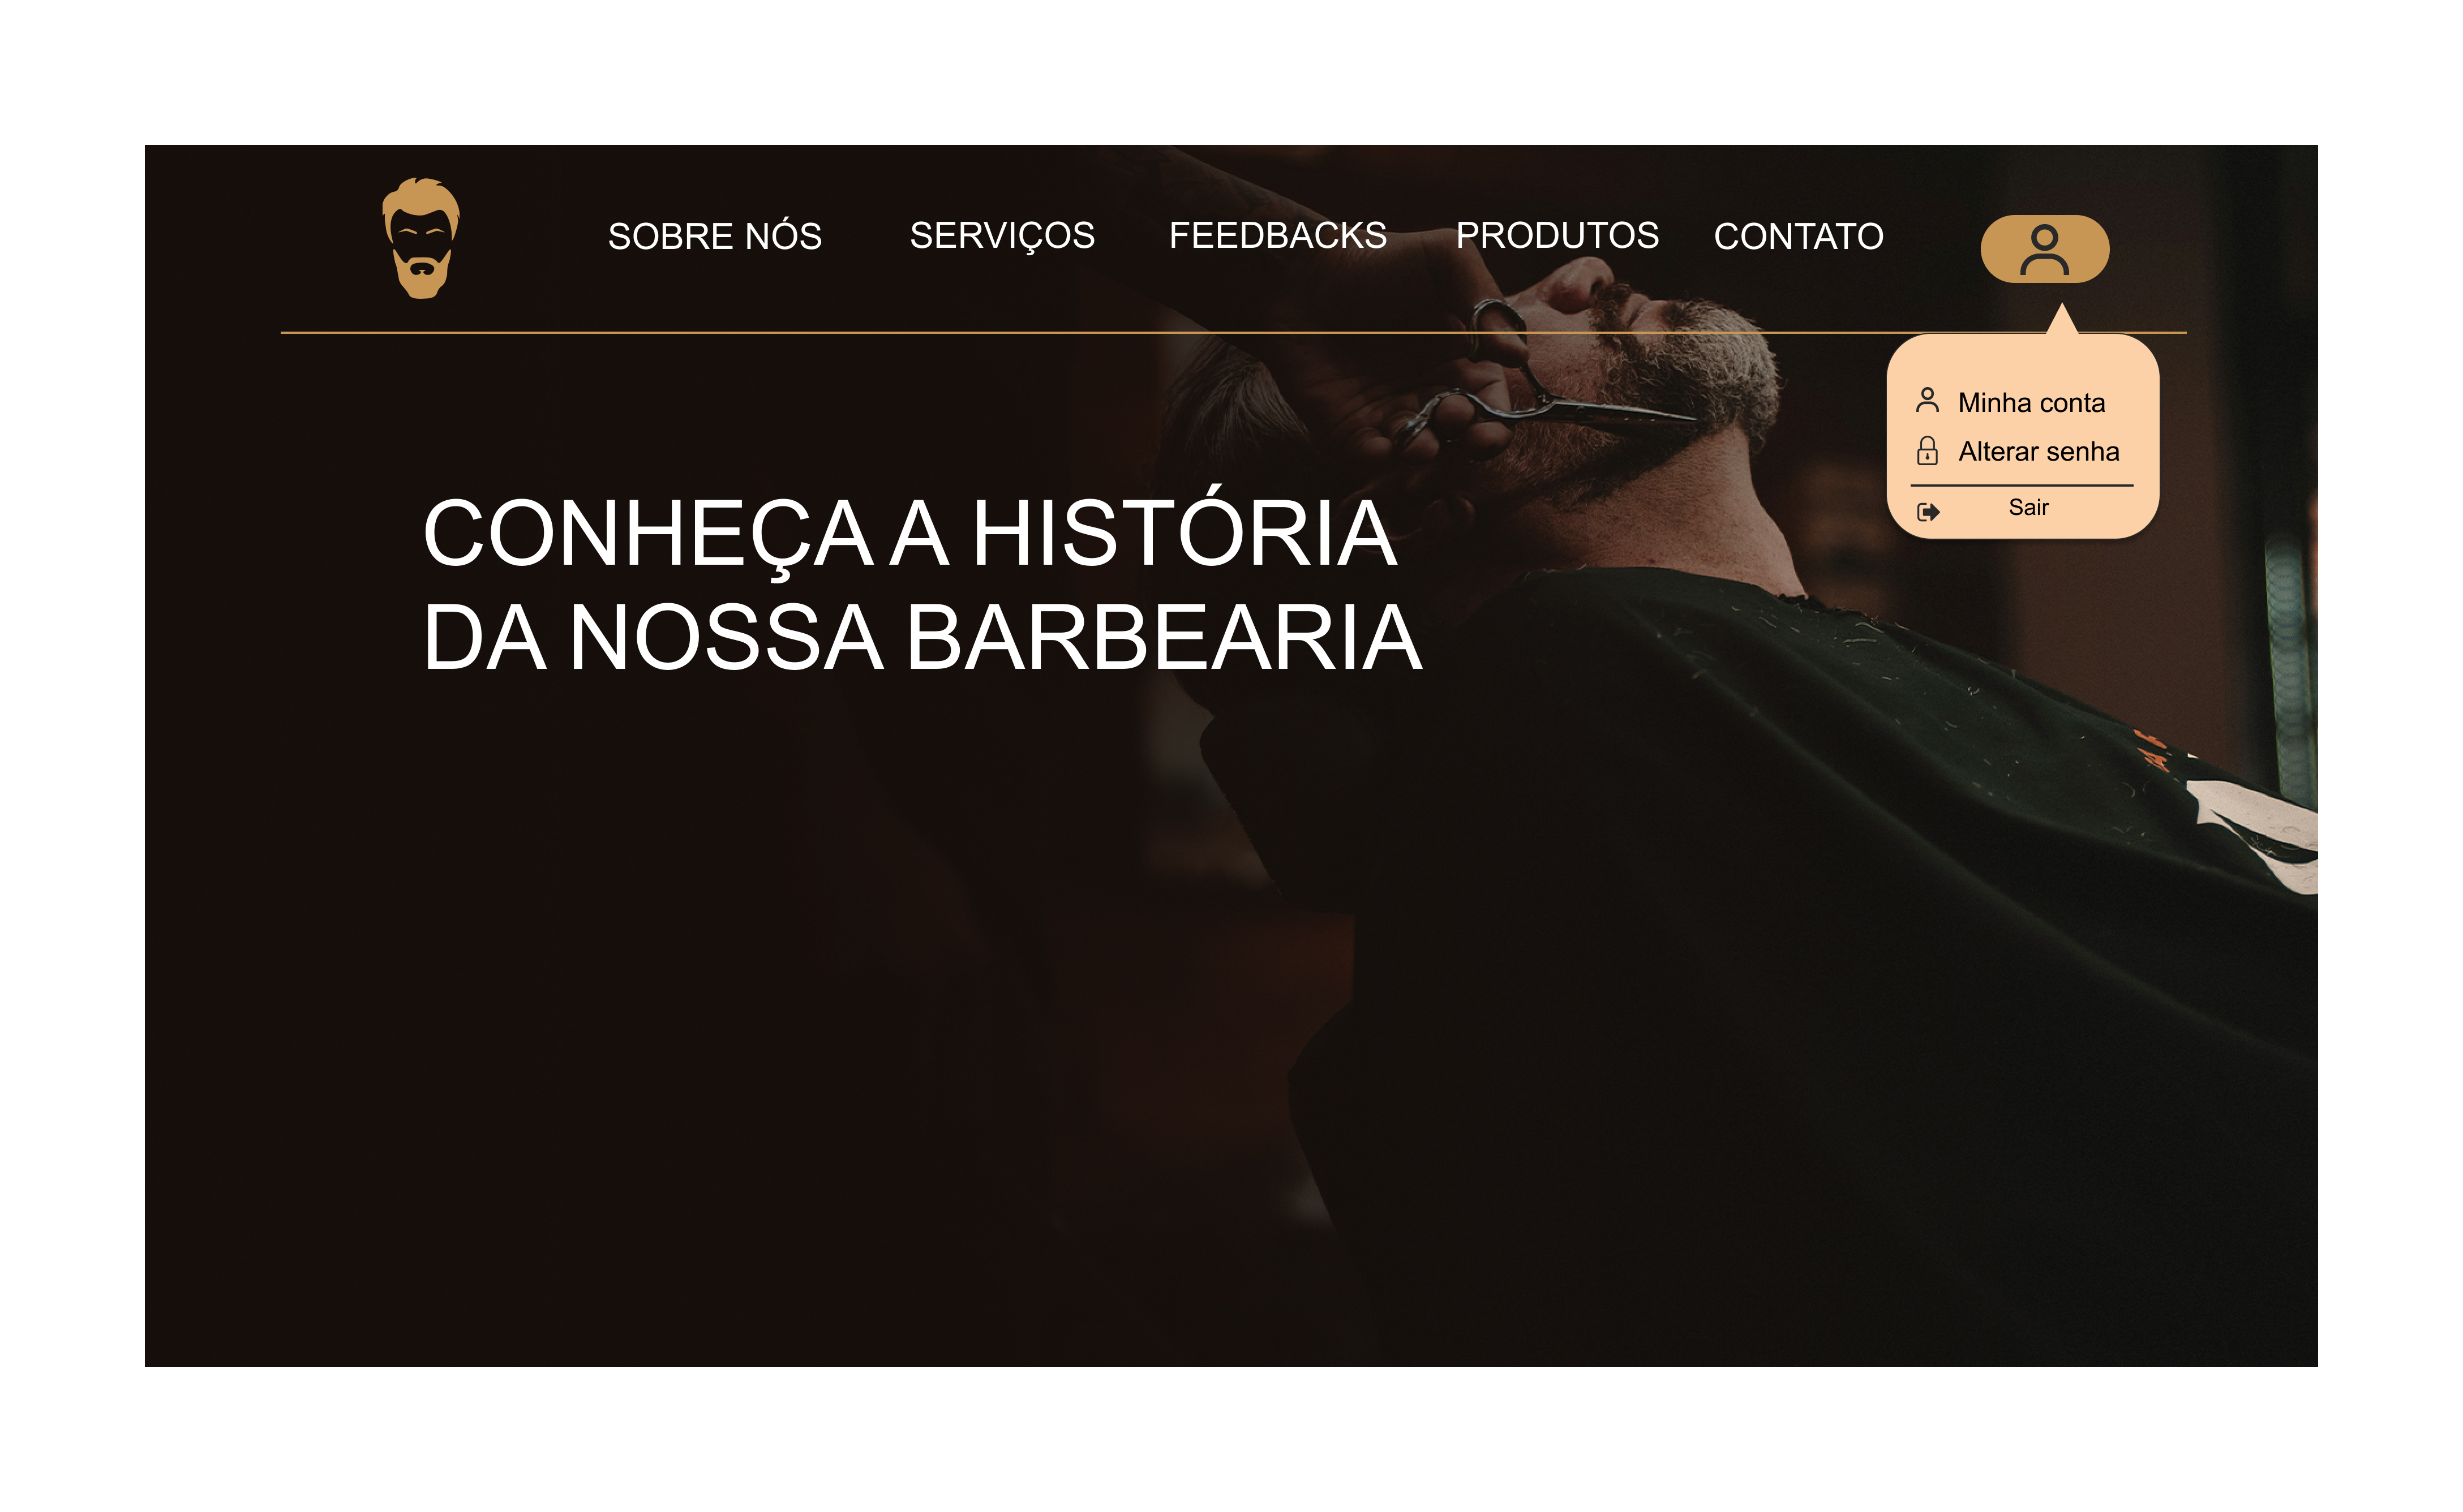 SOBRE NÓS
SERVIÇOS
FEEDBACKS
PRODUTOS
CONTATO
Minha conta
Alterar senha
Sair
CONHEÇA A HISTÓRIA
DA NOSSA BARBEARIA